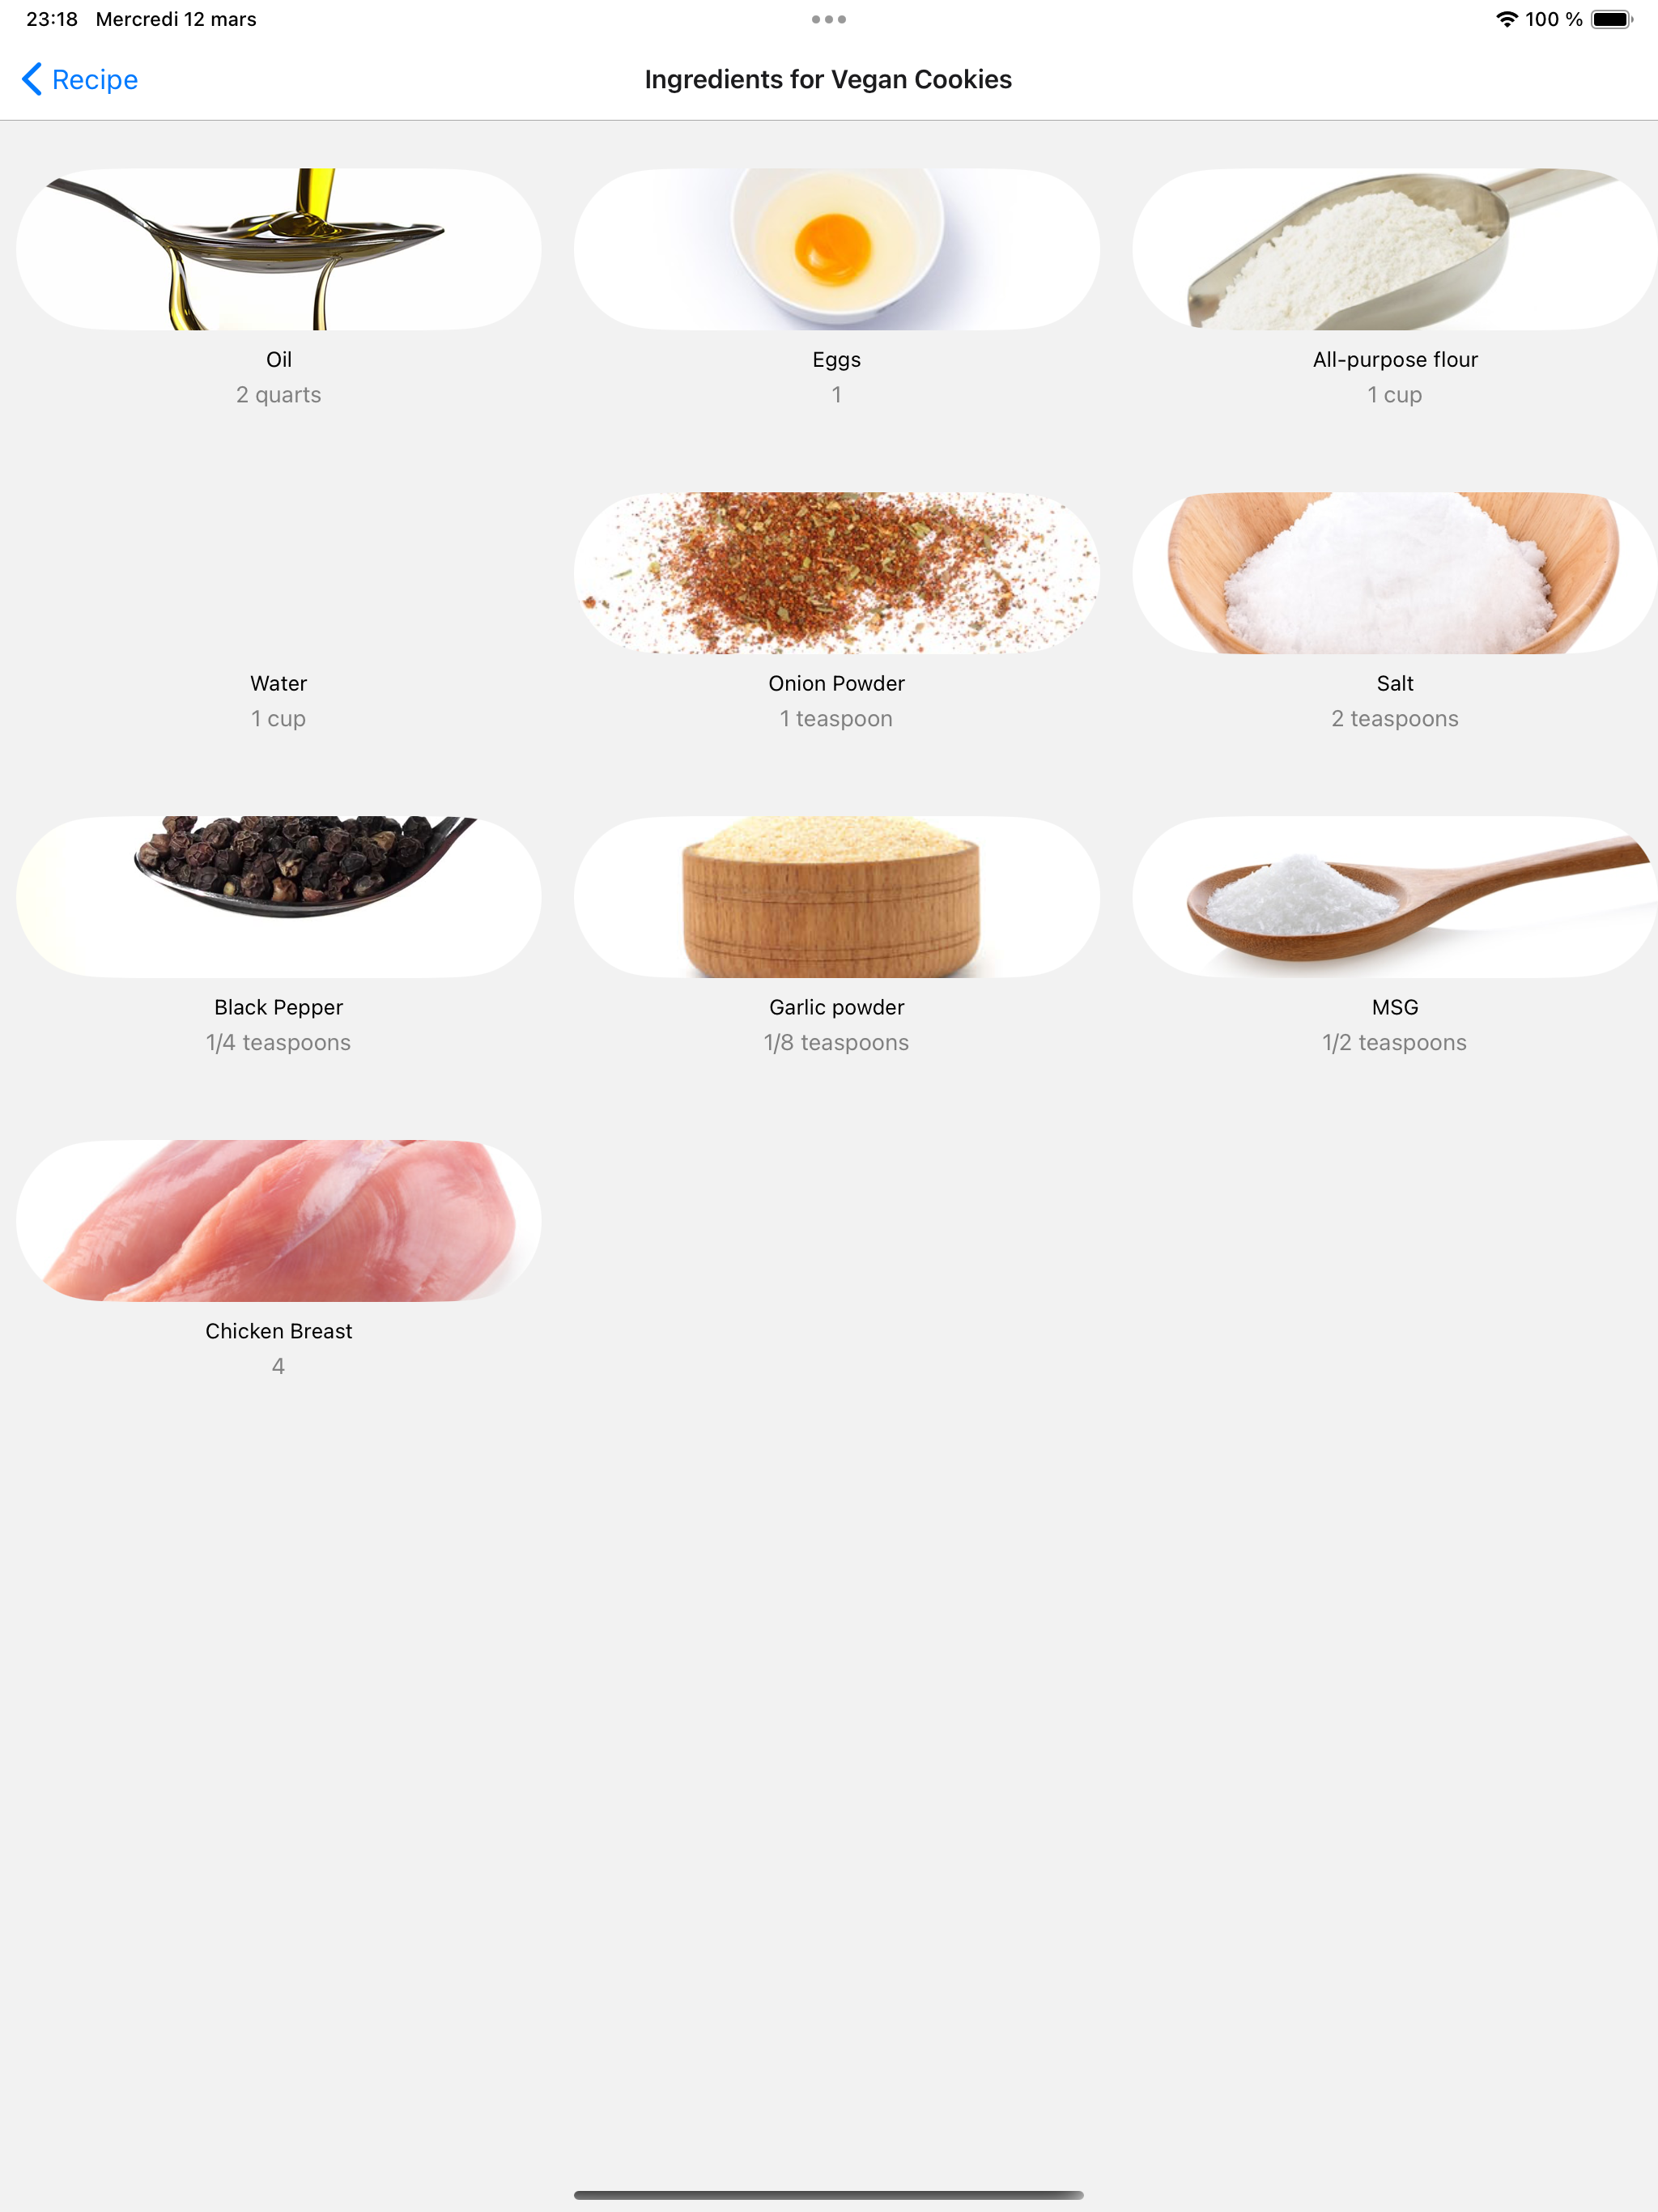 23:18 Mercredi 12 mars
100 %
Recipe
Ingredients for Vegan Cookies
Oil
2 quarts
Eggs
1
All-purpose flour
1 cup
Water
1 cup
Onion Powder
1 teaspoon
Salt
2 teaspoons
Black Pepper
1/4 teaspoons
Garlic powder
1/8 teaspoons
MSG
1/2 teaspoons
Chicken Breast
4